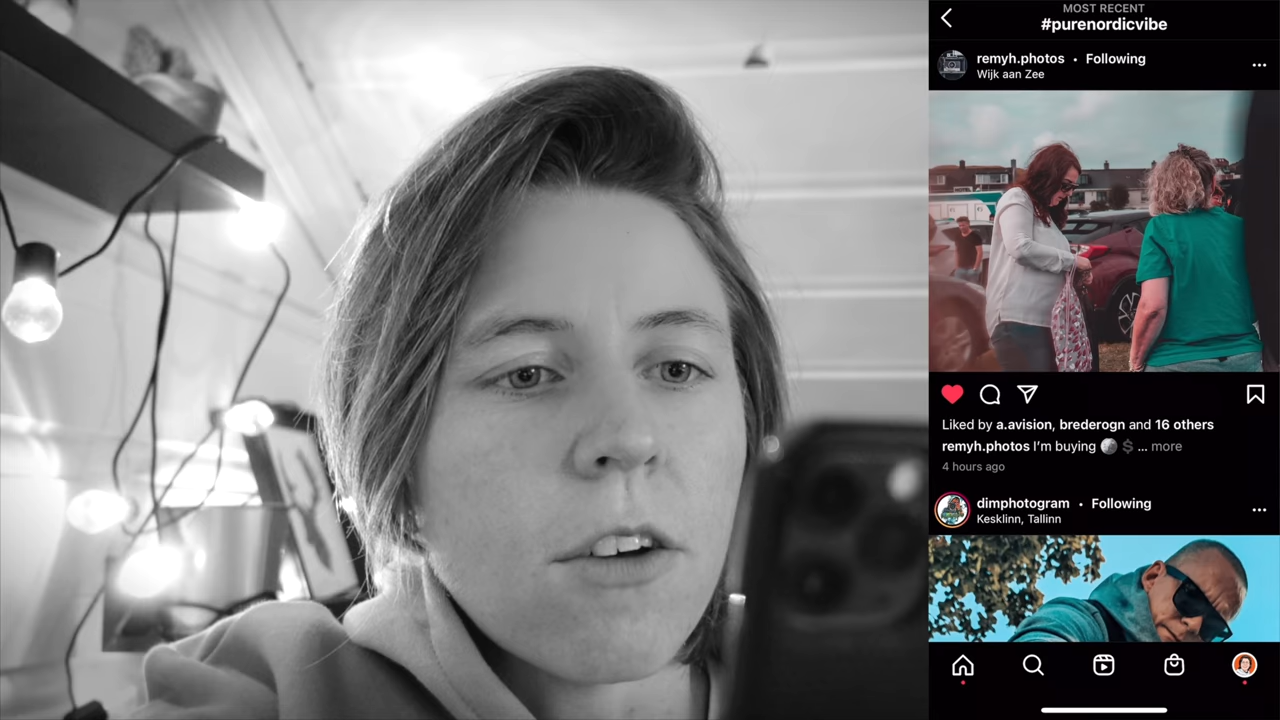 MOST RECENT
#purenordicvibe
remyh.photos • Following
Wijk aan Zee
HOTEL
Liked by a.avision, brederogn and 16 others
remyh.photos I'm buying 🌕 💲 ... more
4 hours ago
dimphotogram • Following
Kesklinn, Tallinn